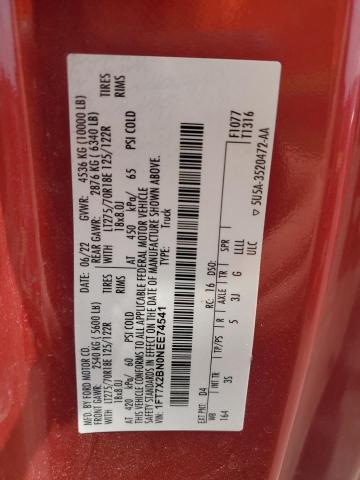 MFD. BY FORD MOTOR CO.
DATE: 06/22 GVWR: 4536 KG (10000 LB)
FRONT GAWR: 2540 KG ( 5600 LB) REAR GAWR: 2876 KG ( 6340 LB)
WITH LT275/70R18E 125/122R TIRES WITH LT275/70R18E 125/122R TIRES
18x8.0J RIMS 18x8.0J RIMS
AT 420 kPa/ 60 PSI COLD AT 450 kPa/ 65 PSI COLD
THIS VEHICLE CONFORMS TO ALL APPLICABLE FEDERAL MOTOR VEHICLE
SAFETY STANDARDS IN EFFECT ON THE DATE OF MANUFACTURE SHOWN ABOVE.
VIN: 1FT7X2BN0NEE74541
TYPE: Truck
F1077
T1316
EXT PNT: D4 RC: 16 DSO:
WB INT TR TP/PS R AXLE TR SPR
164 3S 5 3J G LLLL ULC
5U5A-3520472-AA